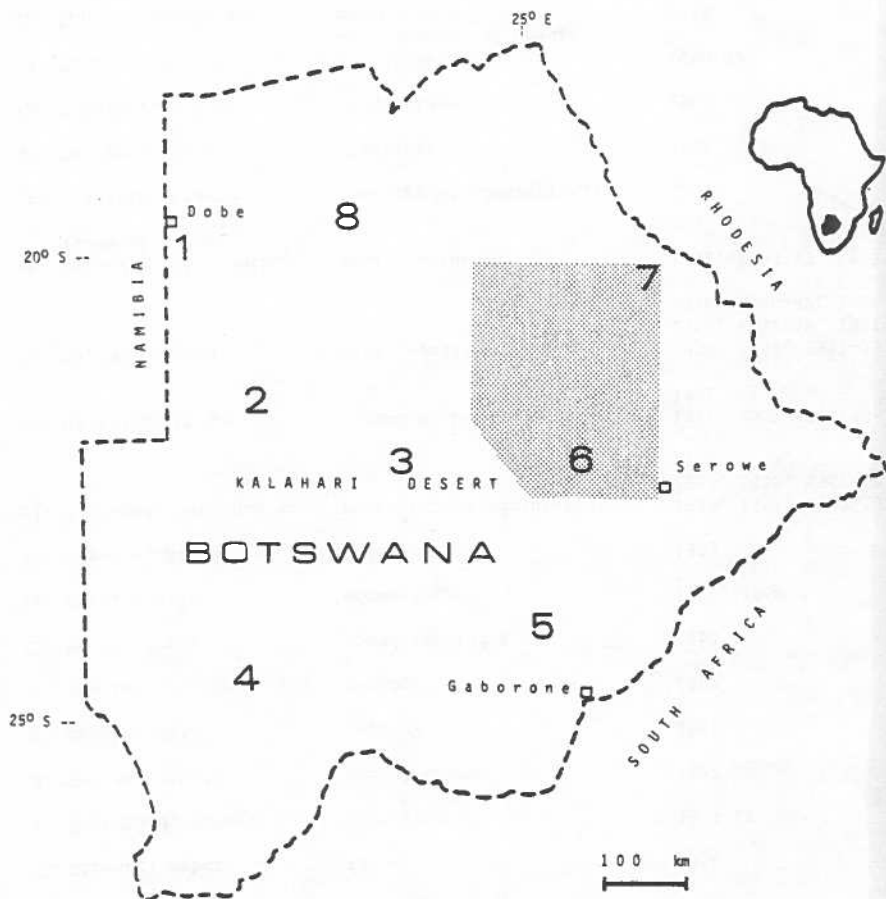 25° E
Dobe
8
1
20° S --
NAMIBIA
RHODESIA
7
2
3
6
Serowe
KALAHARI DESERT
BOTSWANA
5
4
Gaborone
25° S --
SOUTH AFRICA
100 km